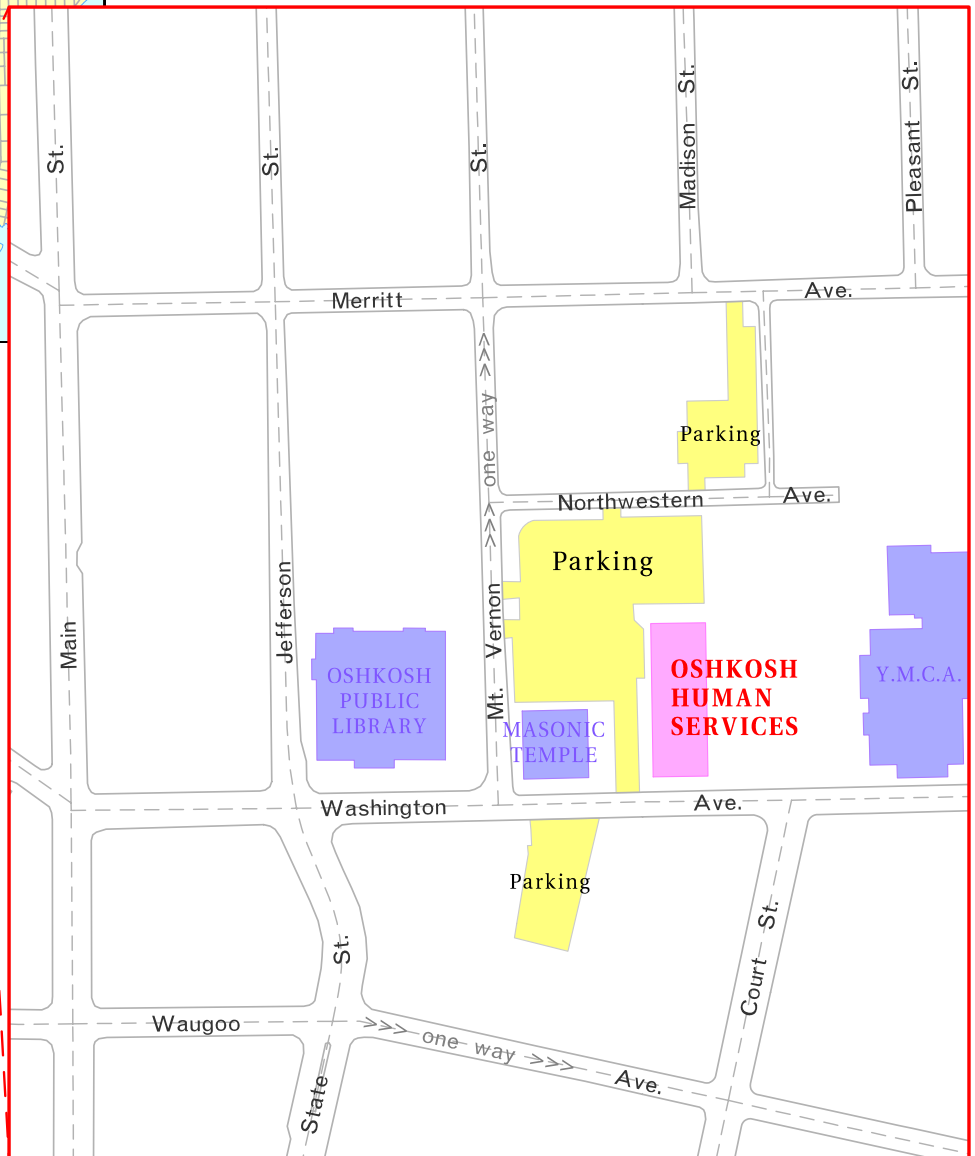 St.
St.
St.
Madison St.
Pleasant St.
Merritt Ave.
one way
Parking
Northwestern Ave.
Parking
Main
Jefferson
Mt. Vernon
OSHKOSH
PUBLIC
LIBRARY
MASONIC
TEMPLE
OSHKOSH
HUMAN
SERVICES
Y.M.C.A.
Washington Ave.
Parking
St.
Court St.
Waugoo
one way
Ave.
State